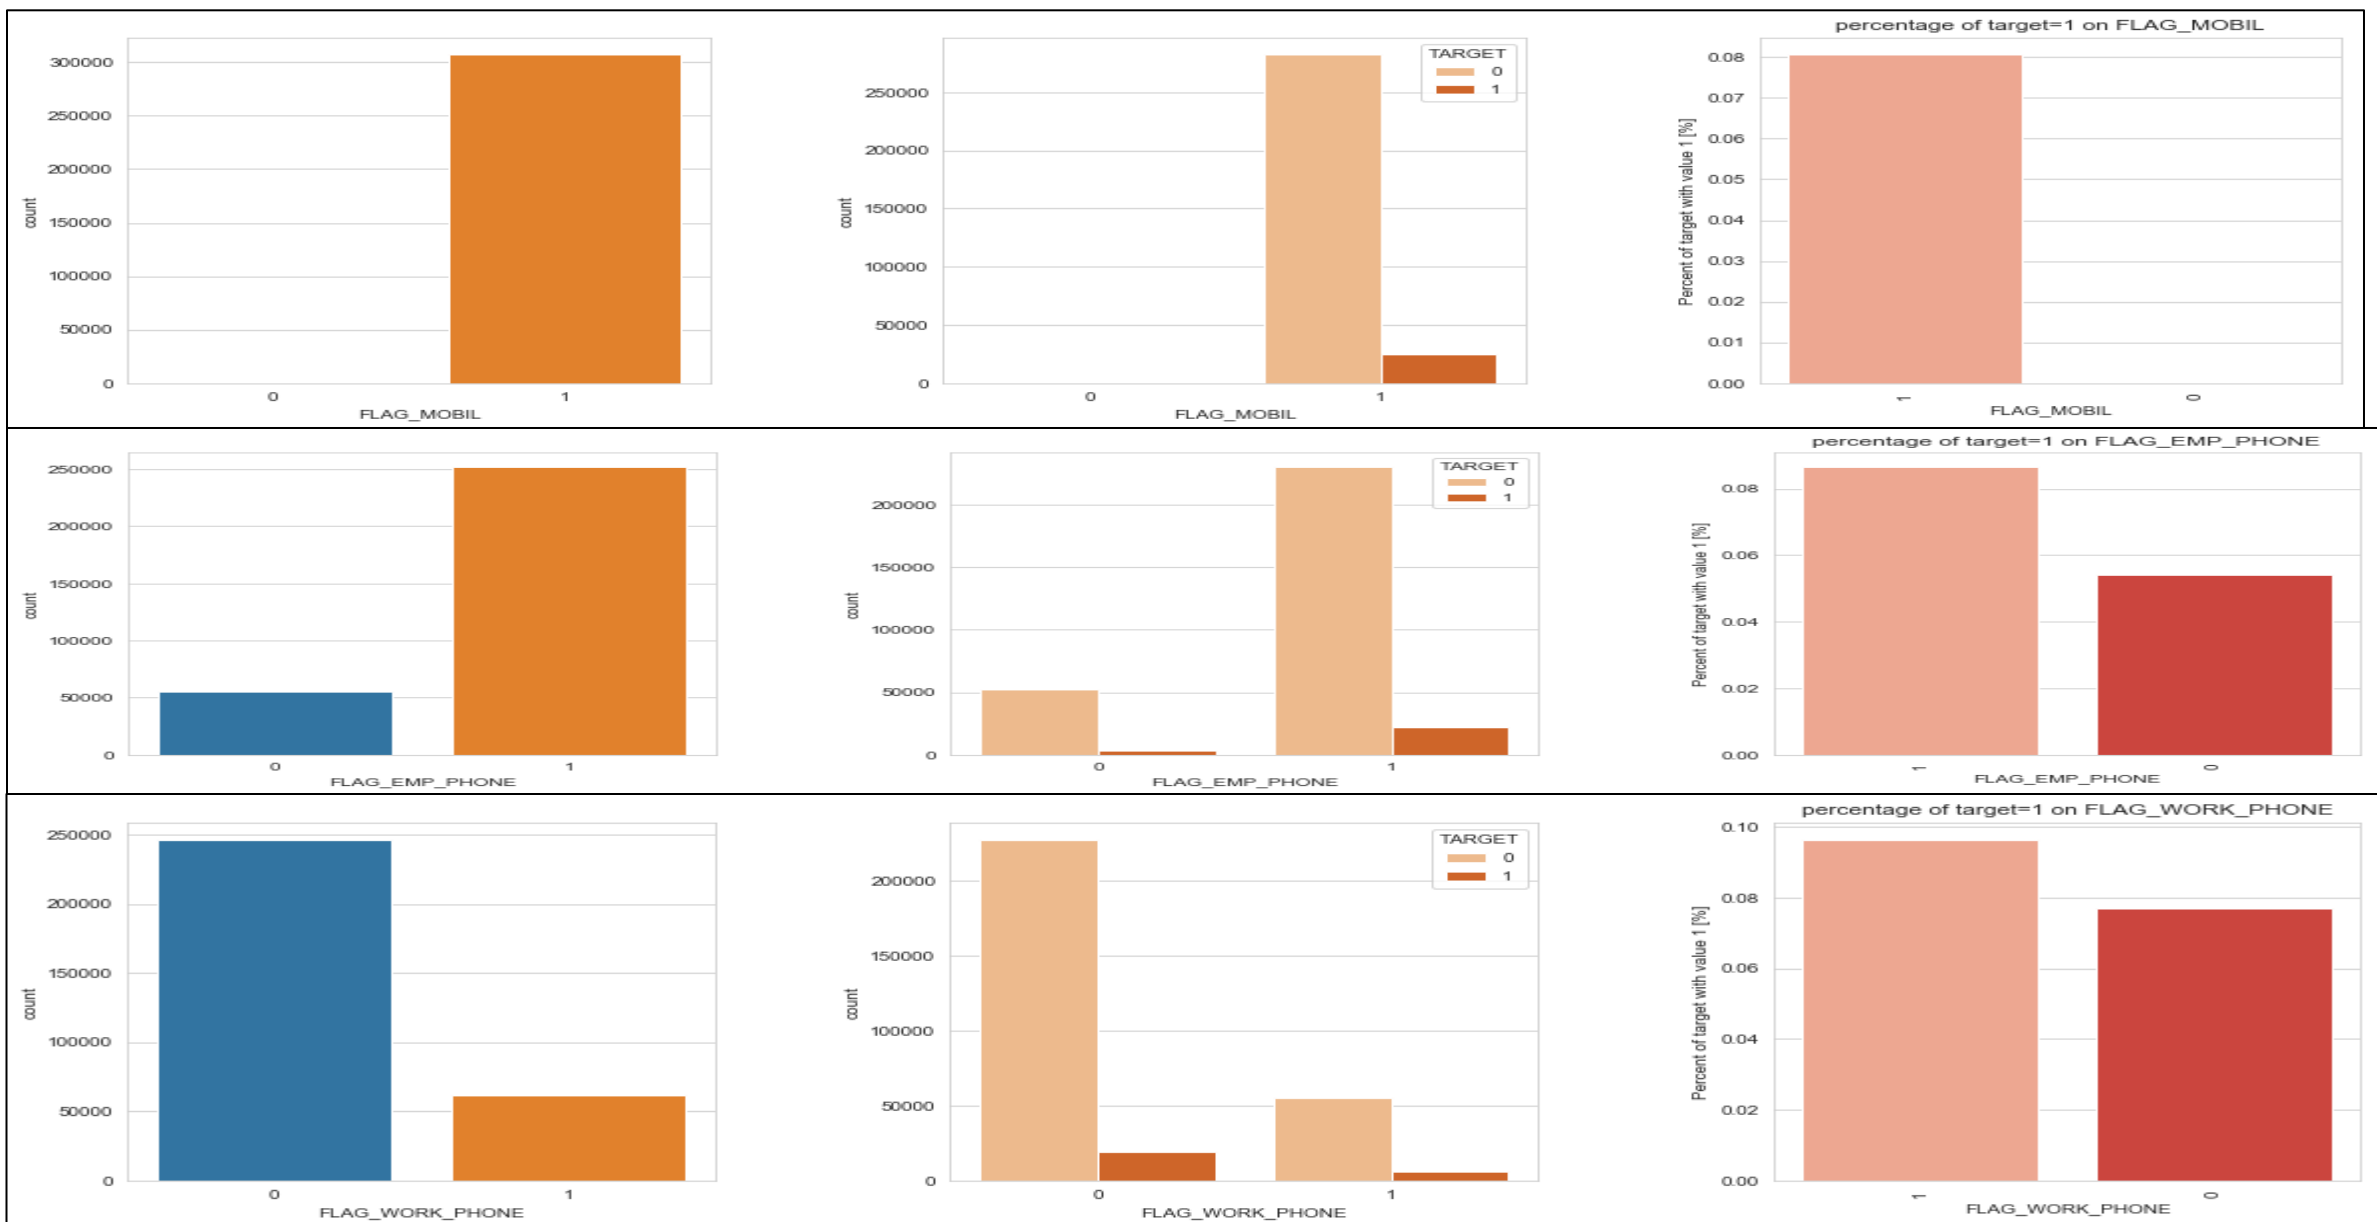 300000
250000
200000
150000
100000
50000
0
count
0 1
FLAG_MOBIL
250000
200000
150000
100000
50000
0
count
TARGET
0
1
0 1
FLAG_MOBIL
percentage of target=1 on FLAG_MOBIL
0.08
0.07
0.06
0.05
0.04
0.03
0.02
0.01
0.00
Percent of target with value 1 [%]
1 0
FLAG_MOBIL
250000
200000
150000
100000
50000
0
count
0 1
FLAG_EMP_PHONE
200000
150000
100000
50000
0
count
TARGET
0
1
0 1
FLAG_EMP_PHONE
percentage of target=1 on FLAG_EMP_PHONE
0.08
0.06
0.04
0.02
0.00
Percent of target with value 1 [%]
1 0
FLAG_EMP_PHONE
250000
200000
150000
100000
50000
0
count
0 1
FLAG_WORK_PHONE
200000
150000
100000
50000
0
count
TARGET
0
1
0 1
FLAG_WORK_PHONE
percentage of target=1 on FLAG_WORK_PHONE
0.10
0.08
0.06
0.04
0.02
0.00
Percent of target with value 1 [%]
1 0
FLAG_WORK_PHONE